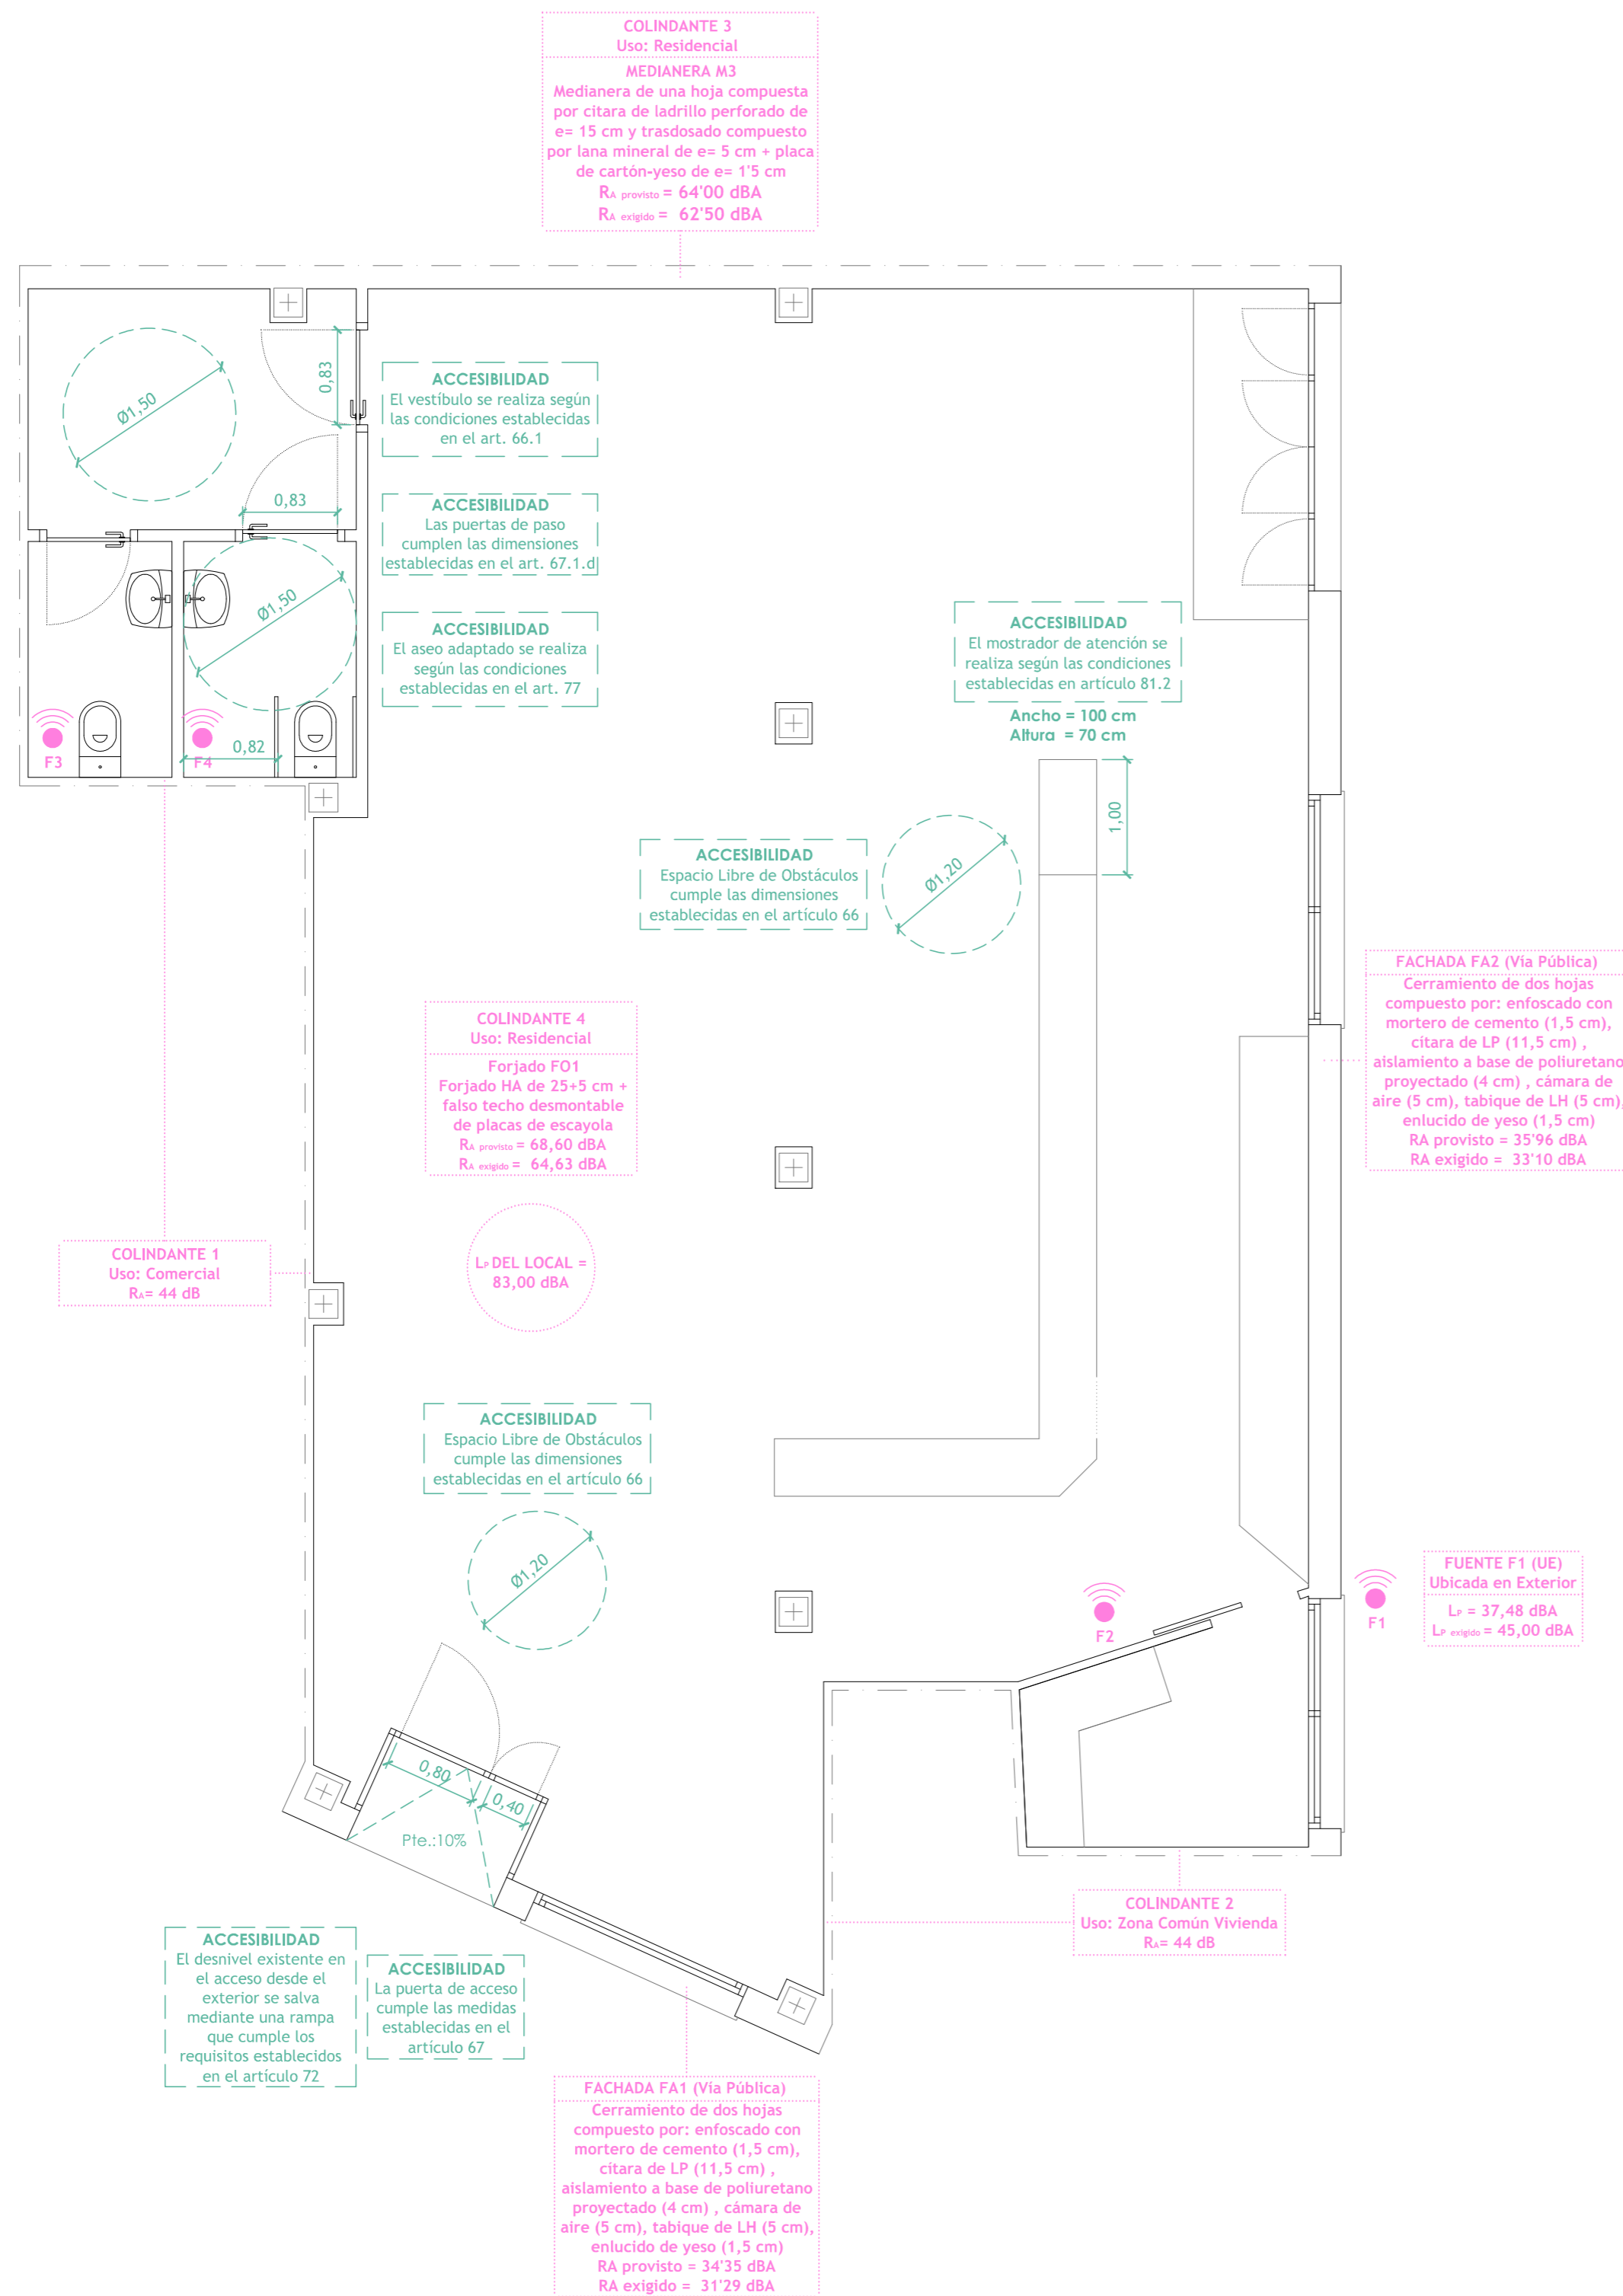 COLINDANTE 3
Uso: Residencial
MEDIANERA M3
Medianera de una hoja compuesta
por citara de ladrillo perforado de
e= 15 cm y trasdosado compuesto
por lana mineral de e= 5 cm + placa
de cartón-yeso de e= 1'5 cm
RA provisto = 64'00 dBA
RA exigido = 62'50 dBA
0,83
Ø1,50
ACCESIBILIDAD
El vestíbulo se realiza según
las condiciones establecidas
en el art. 66.1
0,83
ACCESIBILIDAD
Las puertas de paso
cumplen las dimensiones
establecidas en el art. 67.1.d
Ø1,50
ACCESIBILIDAD
El aseo adaptado se realiza
según las condiciones
establecidas en el art. 77
ACCESIBILIDAD
El mostrador de atención se
realiza según las condiciones
establecidas en artículo 81.2
Ancho = 100 cm
Altura = 70 cm
F3
F4
0,82
1,00
ACCESIBILIDAD
Espacio Libre de Obstáculos
cumple las dimensiones
establecidas en el artículo 66
Ø1,20
FACHADA FA2 (Vía Pública)
Cerramiento de dos hojas
compuesto por: enfoscado con
mortero de cemento (1,5 cm),
citara de LP (11,5 cm) ,
aislamiento a base de poliuretano
proyectado (4 cm) , cámara de
aire (5 cm), tabique de LH (5 cm),
enlucido de yeso (1,5 cm)
RA provisto = 35'96 dBA
RA exigido = 33'10 dBA
COLINDANTE 4
Uso: Residencial
Forjado FO1
Forjado HA de 25+5 cm +
falso techo desmontable
de placas de escayola
RA provisto = 68,60 dBA
RA exigido = 64,63 dBA
COLINDANTE 1
Uso: Comercial
RA= 44 dB
LP DEL LOCAL =
83,00 dBA
ACCESIBILIDAD
Espacio Libre de Obstáculos
cumple las dimensiones
establecidas en el artículo 66
Ø1,20
F2
F1
FUENTE F1 (UE)
Ubicada en Exterior
LP = 37,48 dBA
LP exigido = 45,00 dBA
0,80
0,40
Pte.:10%
COLINDANTE 2
Uso: Zona Común Vivienda
RA= 44 dB
ACCESIBILIDAD
El desnivel existente en
el acceso desde el
exterior se salva
mediante una rampa
que cumple los
requisitos establecidos
en el artículo 72
ACCESIBILIDAD
La puerta de acceso
cumple las medidas
establecidas en el
artículo 67
FACHADA FA1 (Vía Pública)
Cerramiento de dos hojas
compuesto por: enfoscado con
mortero de cemento (1,5 cm),
citara de LP (11,5 cm) ,
aislamiento a base de poliuretano
proyectado (4 cm) , cámara de
aire (5 cm), tabique de LH (5 cm),
enlucido de yeso (1,5 cm)
RA provisto = 34'35 dBA
RA exigido = 31'29 dBA